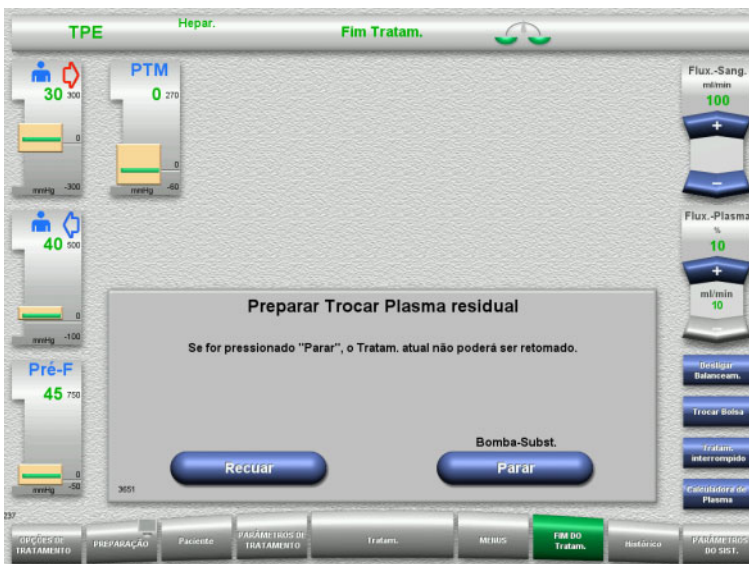 TPE
Hepar.
Fim Tratam.
30
300
0
mmHg -300
PTM
0
270
0
mmHg -60
Flux.-Sang.
ml/min
100
+
−
40
500
0
mmHg -100
Flux.-Plasma
%
10
+
ml/min
10
−
Pré-F
45
750
0
mmHg -50
Preparar Trocar Plasma residual
Se for pressionado "Parar", o Tratam. atual não poderá ser retomado.
Bomba-Subst.
Recuar
Parar
3651
Desligar
Balanceam.
Trocar Bolsa
Tratam.
interrompido
Calculadora de
Plasma
237
OPÇÕES DE
TRATAMENTO
PREPARAÇÃO
Paciente
PARÂMETROS DE
TRATAMENTO
Tratam.
MENUS
FIM DO
Tratam.
Histórico
PARÂMETROS
DO SIST.